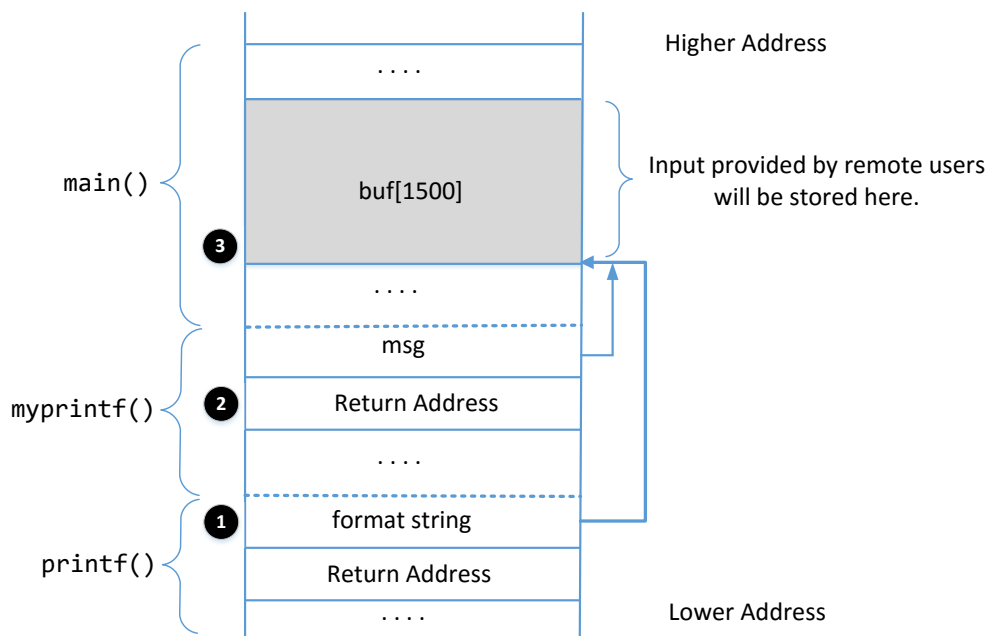 Higher Address
. . . .
main()
buf[1500]
Input provided by remote users
will be stored here.
3
. . . .
msg
myprintf()
2
Return Address
. . . .
1
format string
printf()
Return Address
. . . .
Lower Address